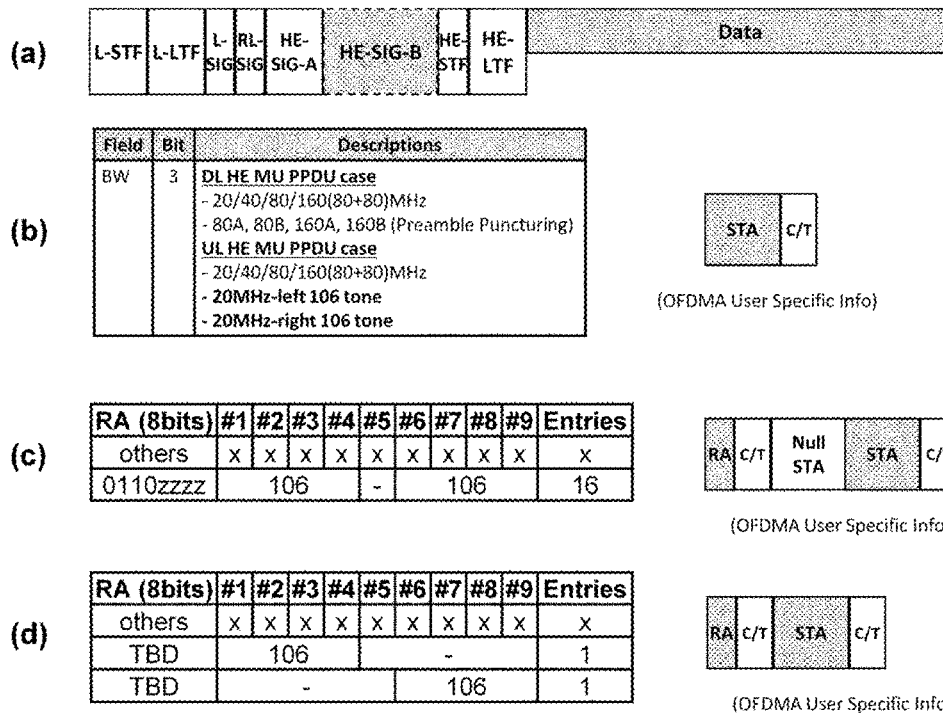 (a)
L-STF L-LTF L-SIG RL-SIG HE-SIG-A HE-SIG-B HE-STF HE-LTF Data
(b)
Field Bit Descriptions
BW 3 DL HE MU PPDU case
- 20/40/80/160(80+80)MHz
- 80A, 80B, 160A, 160B (Preamble Puncturing)
UL HE MU PPDU case
- 20/40/80/160(80+80)MHz
- 20MHz-left 106 tone
- 20MHz-right 106 tone
STA C/T
(OFDMA User Specific Info)
(c)
RA (8bits) #1 #2 #3 #4 #5 #6 #7 #8 #9 Entries
others x x x x x x x x x x
0110zzzz 106 - 106 16
RA C/T Null STA STA C/
(OFDMA User Specific Info
(d)
RA (8bits) #1 #2 #3 #4 #5 #6 #7 #8 #9 Entries
others x x x x x x x x x x
TBD 106 - 1
TBD - 106 1
RA C/T STA C/T
(OFDMA User Specific Info